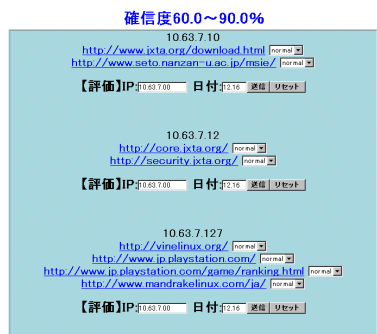 確信度60.0～90.0%
10.63.7.10
http://www.jxta.org/download.html normal
http://www.seto.nanzan-u.ac.jp/msie/ normal
【評価】IP:10.63.7.00 日付:12.16 送信 リセット
10.63.7.12
http://core.jxta.org/ normal
http://security.jxta.org/ normal
【評価】IP:10.63.7.00 日付:12.16 送信 リセット
10.63.7.127
http://vinelinux.org/ normal
http://www.jp.playstation.com/ normal
http://www.jp.playstation.com/game/ranking.html normal
http://www.mandrakelinux.com/ja/ normal
【評価】IP:10.63.7.00 日付:12.16 送信 リセット